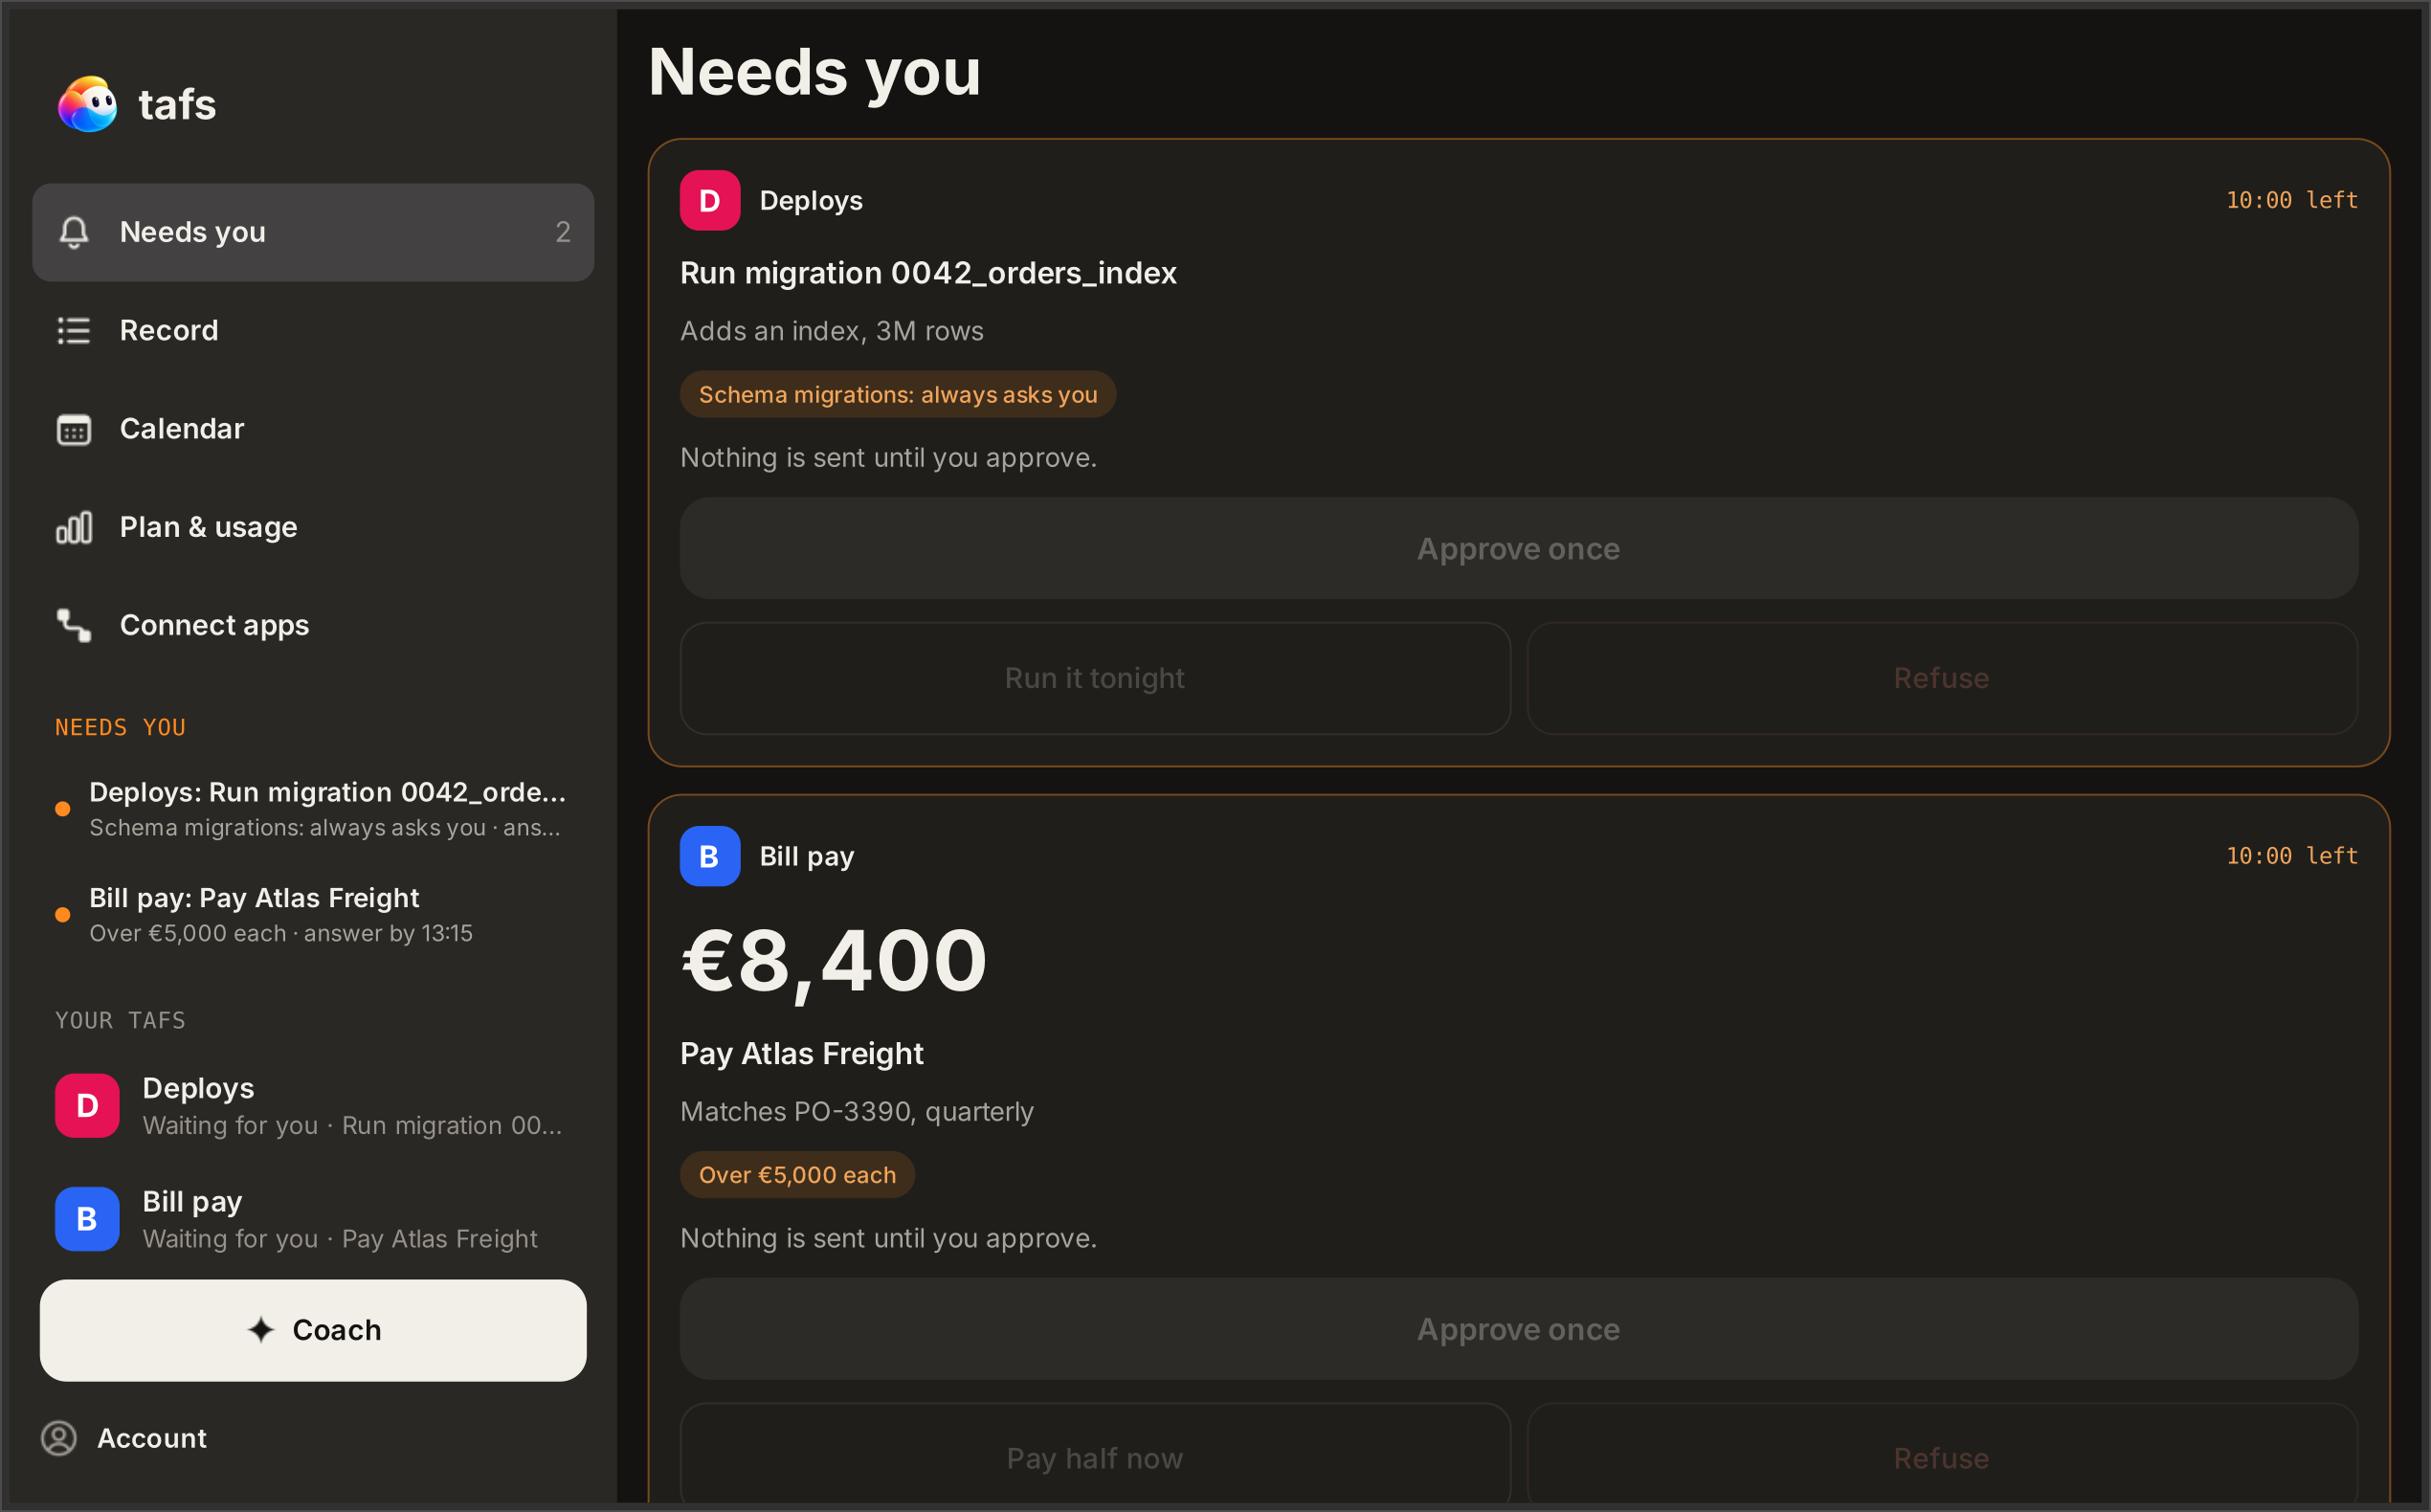 tafs
Needs you 2
Record
Calendar
Plan & usage
Connect apps
NEEDS YOU
Deploys: Run migration 0042_orde…
Schema migrations: always asks you · ans…
Bill pay: Pay Atlas Freight
Over €5,000 each · answer by 13:15
YOUR TAFS
D Deploys
Waiting for you · Run migration 00…
B Bill pay
Waiting for you · Pay Atlas Freight
Coach
Account
Needs you
D Deploys 10:00 left
Run migration 0042_orders_index
Adds an index, 3M rows
Schema migrations: always asks you
Nothing is sent until you approve.
Approve once
Run it tonight Refuse
B Bill pay 10:00 left
€8,400
Pay Atlas Freight
Matches PO-3390, quarterly
Over €5,000 each
Nothing is sent until you approve.
Approve once
Pay half now Refuse